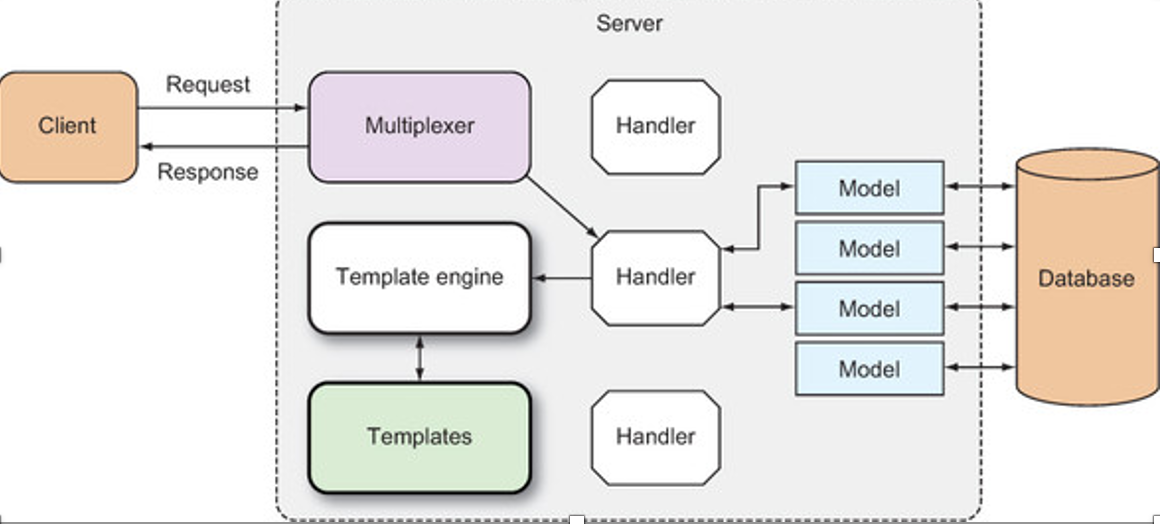 Server
Request
Client
Multiplexer
Handler
Response
Model
Model
Template engine
Handler
Database
Model
Model
Templates
Handler